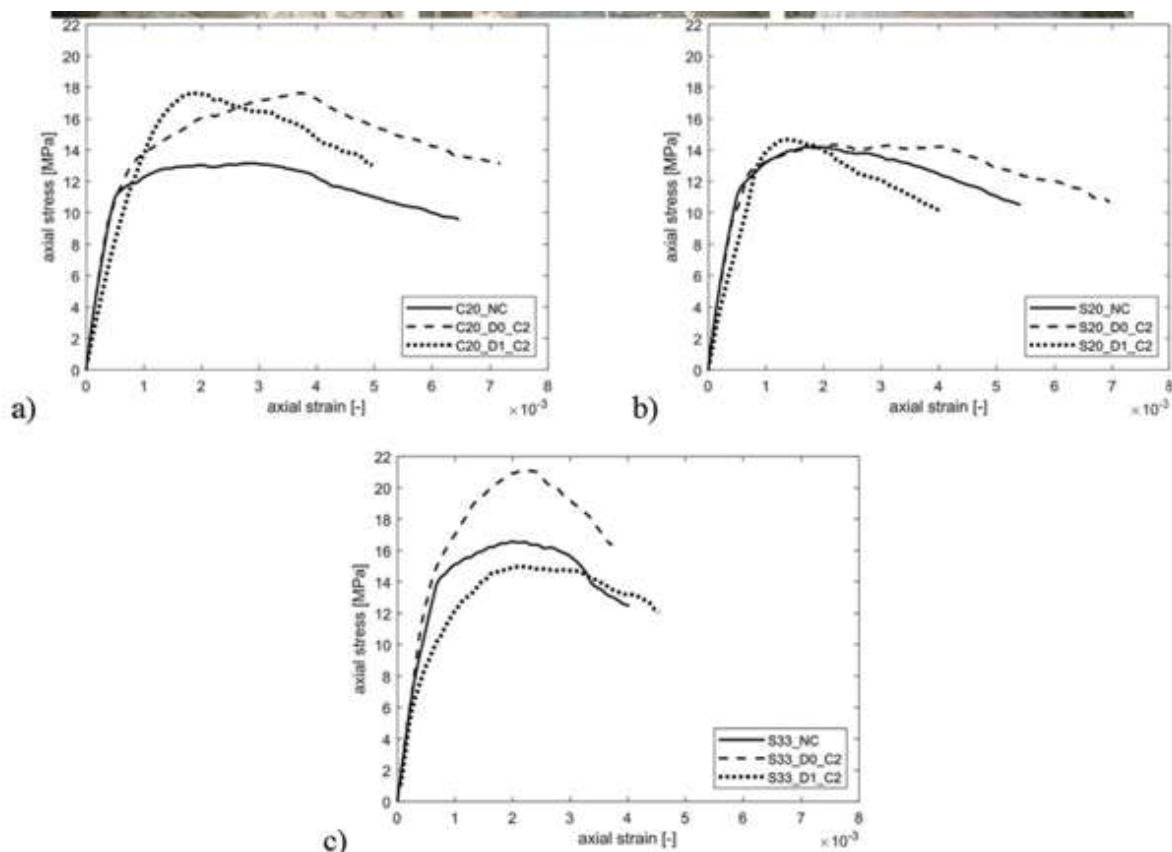 22
20
18
16
14
12
10
8
6
4
2
0
axial stress [MPa]
C20_NC
C20_D0_C2
C20_D1_C2
0 1 2 3 4 5 6 7 8
axial strain [-]
×10⁻³
a)
22
20
18
16
14
12
10
8
6
4
2
0
axial stress [MPa]
S20_NC
S20_D0_C2
S20_D1_C2
0 1 2 3 4 5 6 7 8
axial strain [-]
×10⁻³
b)
22
20
18
16
14
12
10
8
6
4
2
0
axial stress [MPa]
S33_NC
S33_D0_C2
S33_D1_C2
0 1 2 3 4 5 6 7 8
axial strain [-]
×10⁻³
c)